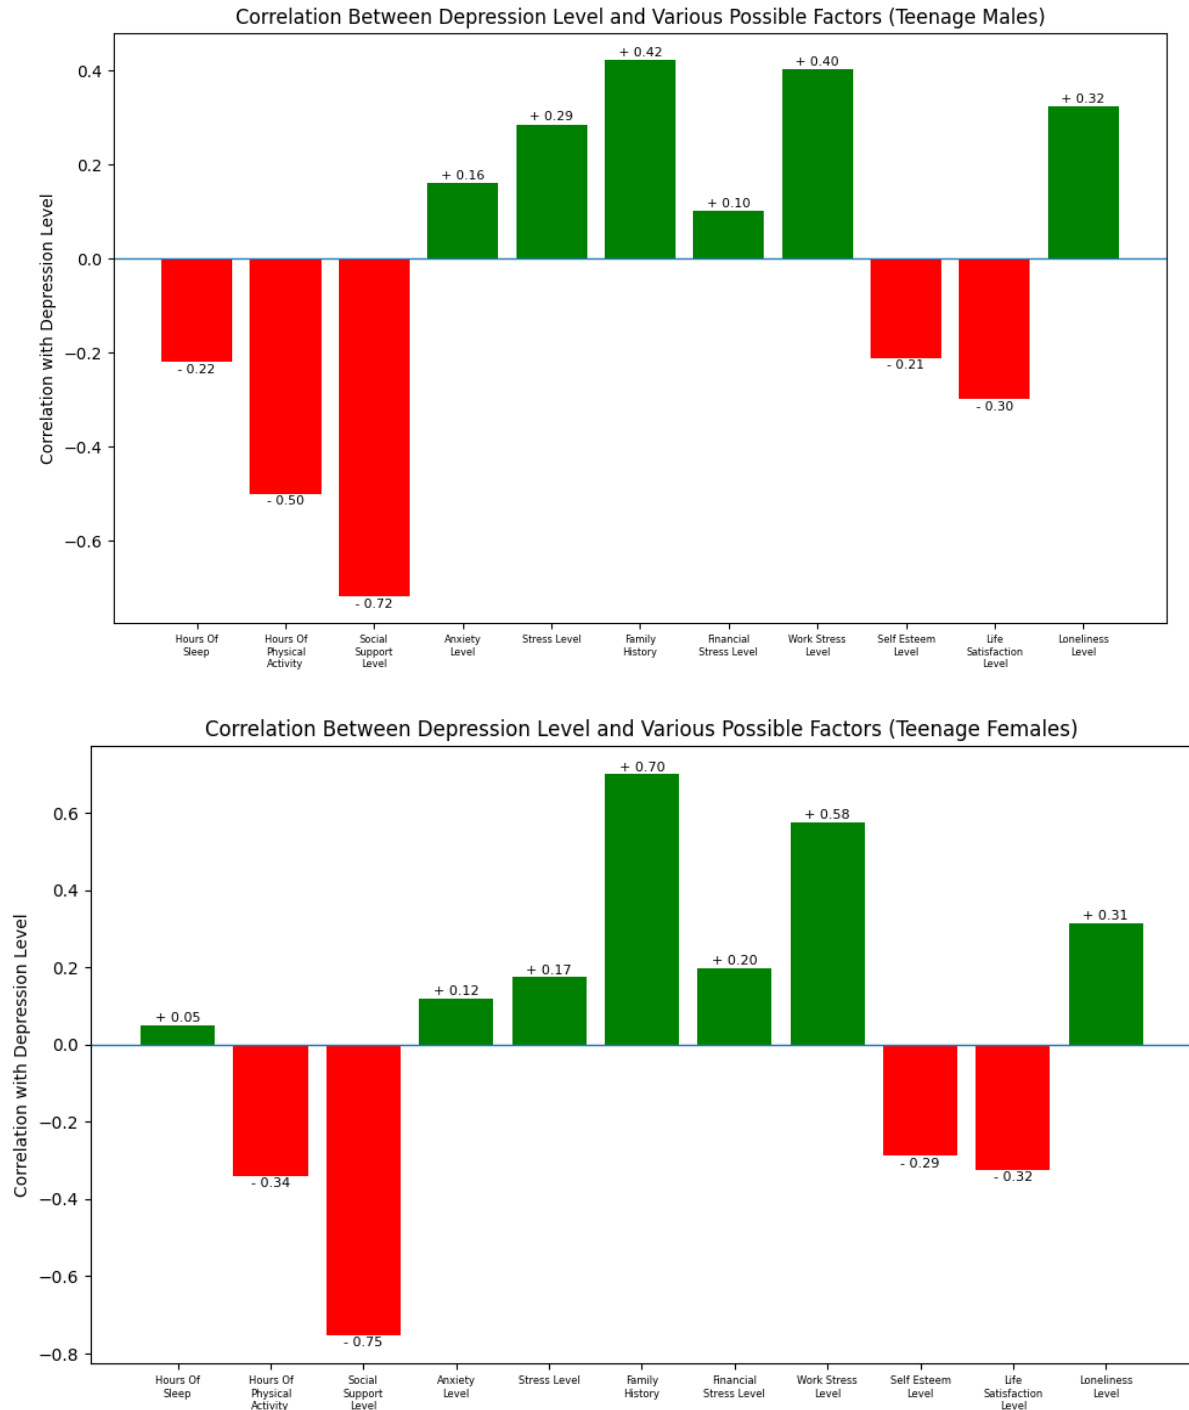 Correlation Between Depression Level and Various Possible Factors (Teenage Males)
Correlation with Depression Level
0.4
0.2
0.0
−0.2
−0.4
−0.6
- 0.22
- 0.50
- 0.72
+ 0.16
+ 0.29
+ 0.42
+ 0.10
+ 0.40
- 0.21
- 0.30
+ 0.32
Hours Of
Sleep
Hours Of
Physical
Activity
Social
Support
Level
Anxiety
Level
Stress Level
Family
History
Financial
Stress Level
Work Stress
Level
Self Esteem
Level
Life
Satisfaction
Level
Loneliness
Level
Correlation Between Depression Level and Various Possible Factors (Teenage Females)
Correlation with Depression Level
0.6
0.4
0.2
0.0
−0.2
−0.4
−0.6
−0.8
+ 0.05
- 0.34
- 0.75
+ 0.12
+ 0.17
+ 0.70
+ 0.20
+ 0.58
- 0.29
- 0.32
+ 0.31
Hours Of
Sleep
Hours Of
Physical
Activity
Social
Support
Level
Anxiety
Level
Stress Level
Family
History
Financial
Stress Level
Work Stress
Level
Self Esteem
Level
Life
Satisfaction
Level
Loneliness
Level